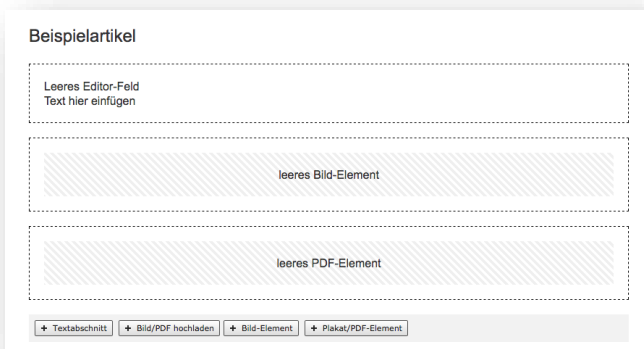 Beispielartikel
Leeres Editor-Feld
Text hier einfügen
leeres Bild-Element
leeres PDF-Element
+ Textabschnitt + Bild/PDF hochladen + Bild-Element + Plakat/PDF-Element